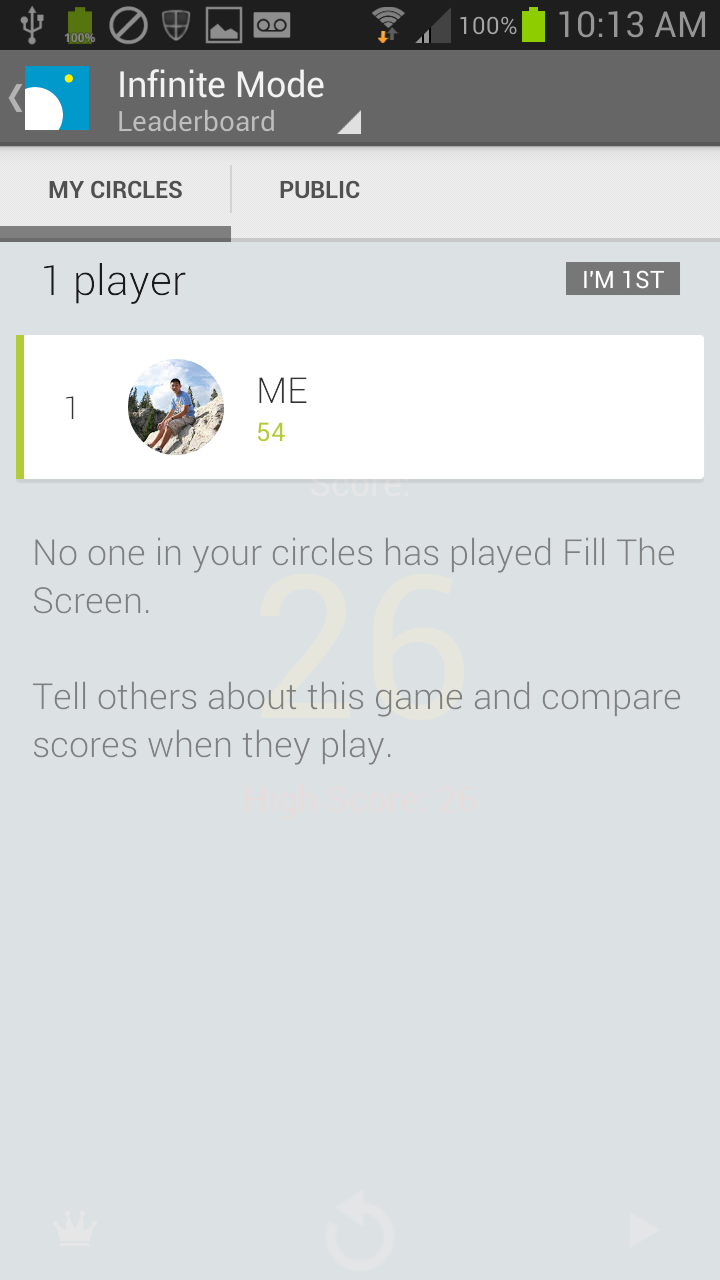 100%
100%
10:13 AM
Infinite Mode
Leaderboard
MY CIRCLES
PUBLIC
1 player
I'M 1ST
1
ME
54
Score:
No one in your circles has played Fill The
Screen.
26
Tell others about this game and compare
scores when they play.
High Score: 26